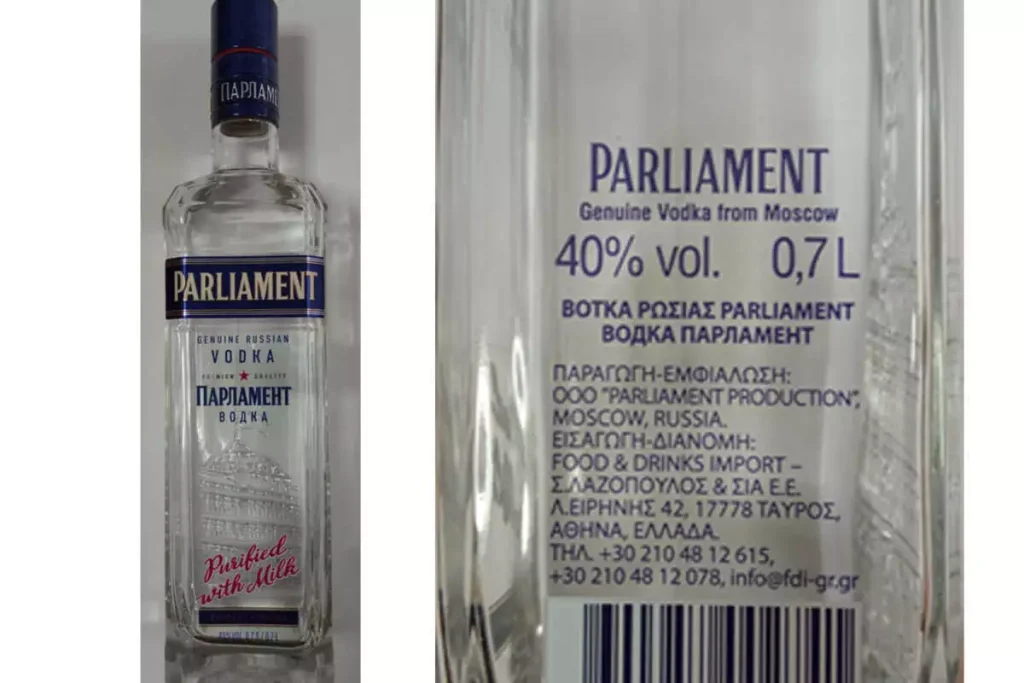 ПАРЛАМЕ
PARLIAMENT
GENUINE RUSSIAN
VODKA
PREMIUM ★ QUALITY
ПАРЛАМЕНТ
ВОДКА
Purified
with Milk
PARLIAMENT
Genuine Vodka from Moscow
40% vol. 0,7 L
ΒΟΤΚΑ ΡΩΣΙΑΣ PARLIAMENT
ВОДКА ПАРЛАМЕНТ
ΠΑΡΑΓΩΓΗ-ΕΜΦΙΑΛΩΣΗ:
OOO "PARLIAMENT PRODUCTION",
MOSCOW, RUSSIA.
ΕΙΣΑΓΩΓΗ-ΔΙΑΝΟΜΗ:
FOOD & DRINKS IMPORT –
Σ.ΛΑΖΟΠΟΥΛΟΣ & ΣΙΑ Ε.Ε.
Λ.ΕΙΡΗΝΗΣ 42, 17778 ΤΑΥΡΟΣ,
ΑΘΗΝΑ, ΕΛΛΑΔΑ.
ΤΗΛ. +30 210 48 12 615,
+30 210 48 12 078, info@fdi-gr.gr